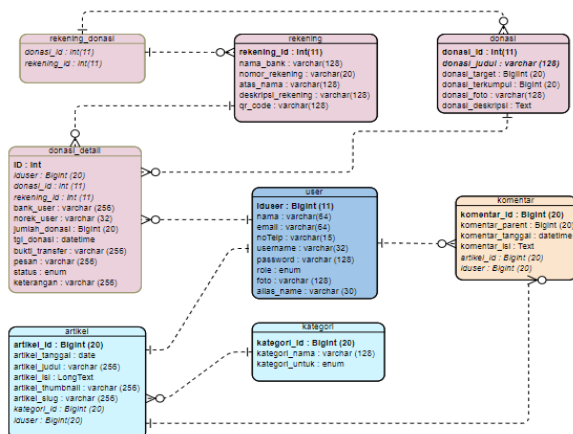 rekening_donasi
donasi_id : Int(11)
rekening_id : Int(11)
rekening
rekening_id : Int(11)
nama_bank : varchar(128)
nomor_rekening : varchar(20)
atas_nama : varchar(128)
deskripsi_rekening : varchar(128)
qr_code : varchar(128)
donasi
donasi_id : Int(11)
donasi_judul : varchar (128)
donasi_target : BigInt (20)
donasi_terkumpul : Bigint (20)
donasi_foto : varchar(128)
donasi_deskripsi : Text
donasi_detail
ID : Int
iduser : Bigint (20)
donasi_id : Int (11)
rekening_id : Int (11)
bank_user : varchar (256)
norek_user : varchar (32)
jumlah_donasi : Bigint (20)
tgl_donasi : datetime
bukti_transfer : varchar (256)
pesan : varchar (256)
status : enum
keterangan : varchar (256)
user
iduser : Bigint (11)
nama : varchar(64)
email : varchar(64)
noTelp : varchar(15)
username : varchar(32)
password : varchar (128)
role : enum
foto : varchar (128)
alias_name : varchar (30)
komentar
komentar_id : Bigint (20)
komentar_parent : Bigint (20)
komentar_tanggal : datetime
komentar_isi : Text
artikel_id : Bigint (20)
iduser : Bigint (20)
artikel
artikel_id : Bigint (20)
artikel_tanggal : date
artikel_judul : varchar (256)
artikel_isi : LongText
artikel_thumbnail : varchar (256)
artikel_slug : varchar (256)
kategori_id : Bigint (20)
iduser : Bigint(20)
kategori
kategori_id : Bigint (20)
kategori_nama : varchar (128)
kategori_untuk : enum